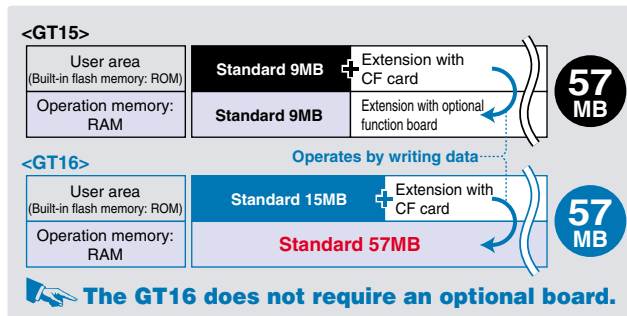 <GT15>
User area
(Built-in flash memory: ROM)
Standard 9MB
Extension with
CF card
Operation memory:
RAM
Standard 9MB
Extension with optional
function board
57
MB
Operates by writing data
<GT16>
User area
(Built-in flash memory: ROM)
Standard 15MB
Extension with
CF card
Operation memory:
RAM
Standard 57MB
57
MB
The GT16 does not require an optional board.